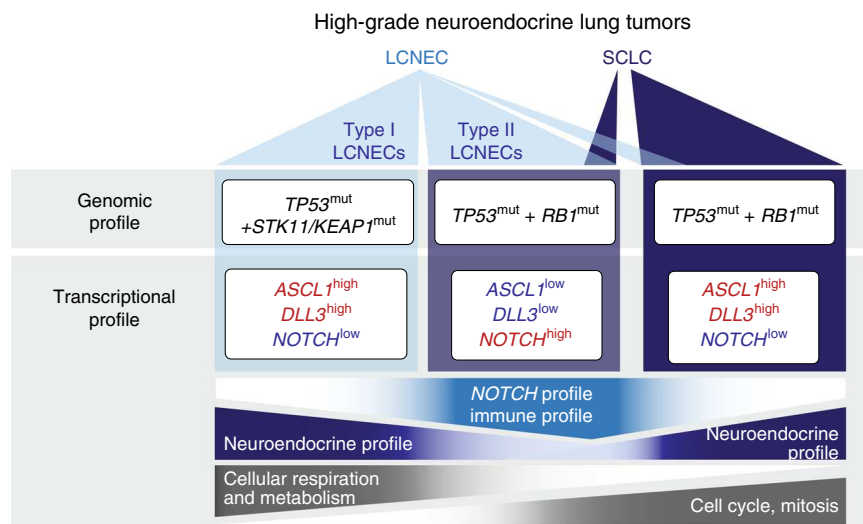 High-grade neuroendocrine lung tumors
LCNEC
SCLC
Type I
LCNECs
Type II
LCNECs
Genomic
profile
TP53mut
+STK11/KEAP1mut
TP53mut + RB1mut
TP53mut + RB1mut
Transcriptional
profile
ASCL1high
DLL3high
NOTCHlow
ASCL1low
DLL3low
NOTCHhigh
ASCL1high
DLL3high
NOTCHlow
NOTCH profile
immune profile
Neuroendocrine profile
Neuroendocrine
profile
Cellular respiration
and metabolism
Cell cycle, mitosis